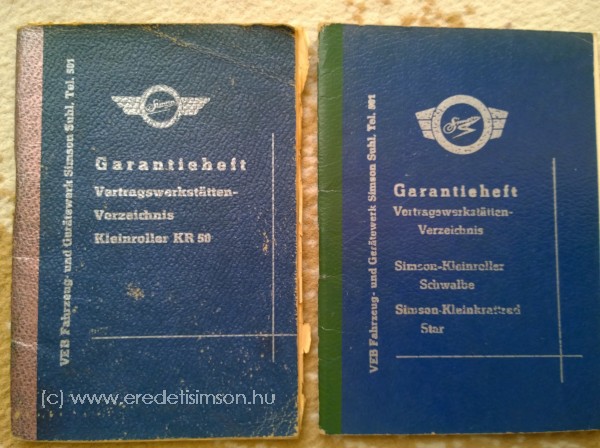 VEB Fahrzeug- und Gerätewerk Simson Suhl. Tel. 501
Simson
Garantieheft
Vertragswerkstätten-
Verzeichnis
Kleinroller KR 50
VEB Fahrzeug- und Gerätewerk Simson Suhl. Tel. 601
Simson
Garantieheft
Vertragswerkstätten-
Verzeichnis
Simson-Kleinroller
Schwalbe
Simson-Kleinkraftrad
Star
(c) www.eredetisimson.hu